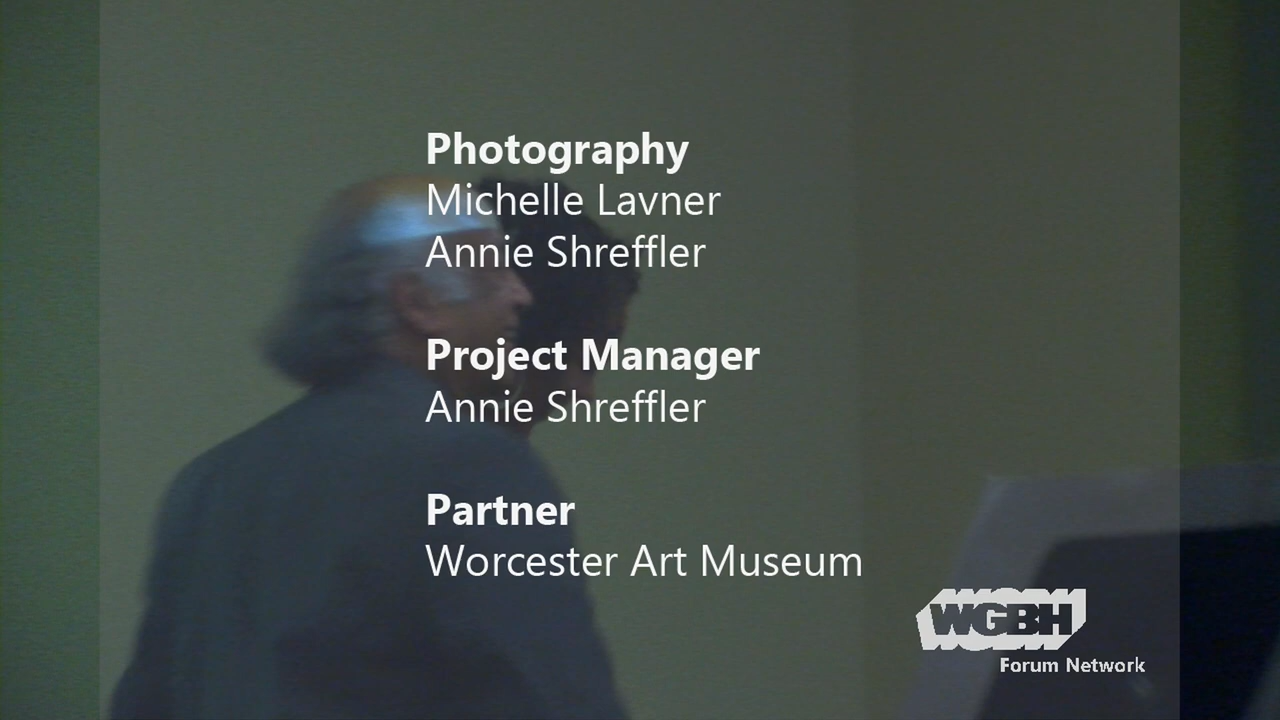 Photography
Michelle Lavner
Annie Shreffler
Project Manager
Annie Shreffler
Partner
Worcester Art Museum
WGBH
Forum Network